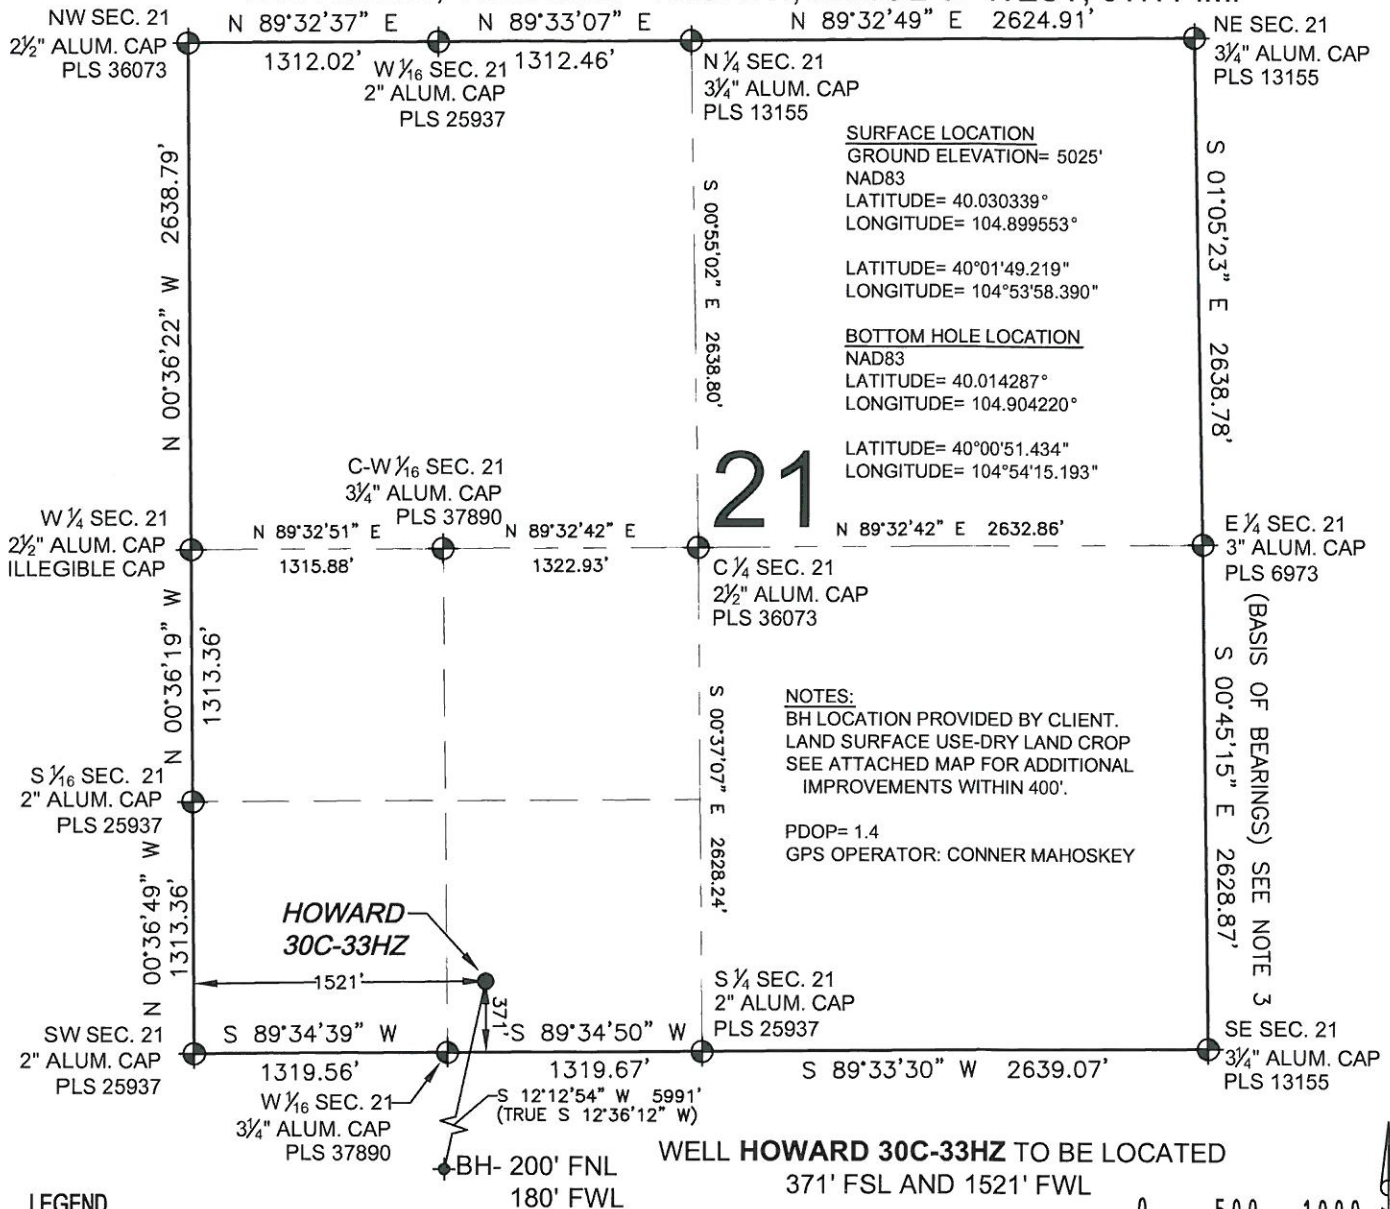 N 89°32'37" E
N 89°33'07" E
N 89°32'49" E 2624.91'
NW SEC. 21
2½" ALUM. CAP
PLS 36073
1312.02'
W 1/16 SEC. 21
2" ALUM. CAP
PLS 25937
1312.46'
N ¼ SEC. 21
3¼" ALUM. CAP
PLS 13155
NE SEC. 21
3¼" ALUM. CAP
PLS 13155
SURFACE LOCATION
GROUND ELEVATION= 5025'
NAD83
LATITUDE= 40.030339°
LONGITUDE= 104.899553°
LATITUDE= 40°01'49.219"
LONGITUDE= 104°53'58.390"
BOTTOM HOLE LOCATION
NAD83
LATITUDE= 40.014287°
LONGITUDE= 104.904220°
LATITUDE= 40°00'51.434"
LONGITUDE= 104°54'15.193"
N 00°36'22" W 2638.79'
S 00°55'02" E 2638.80'
S 01°05'23" E 2638.78'
21
C-W 1/16 SEC. 21
3¼" ALUM. CAP
PLS 37890
W ¼ SEC. 21
2½" ALUM. CAP
ILLEGIBLE CAP
N 89°32'51" E
1315.88'
N 89°32'42" E
1322.93'
N 89°32'42" E 2632.86'
C ¼ SEC. 21
2½" ALUM. CAP
PLS 36073
E ¼ SEC. 21
3" ALUM. CAP
PLS 6973
N 00°36'19" W
1313.36'
S 00°37'07" E 2628.24'
S 00°45'15" E 2628.87'
(BASIS OF BEARINGS) SEE NOTE 3
NOTES:
BH LOCATION PROVIDED BY CLIENT.
LAND SURFACE USE-DRY LAND CROP
SEE ATTACHED MAP FOR ADDITIONAL
IMPROVEMENTS WITHIN 400'.
PDOP= 1.4
GPS OPERATOR: CONNER MAHOSKEY
S 1/16 SEC. 21
2" ALUM. CAP
PLS 25937
N 00°36'49" W
1313.36'
HOWARD
30C-33HZ
1521'
371'
S ¼ SEC. 21
2" ALUM. CAP
PLS 25937
SW SEC. 21
2" ALUM. CAP
PLS 25937
S 89°34'39" W
1319.56'
S 89°34'50" W
1319.67'
S 89°33'30" W 2639.07'
SE SEC. 21
3¼" ALUM. CAP
PLS 13155
W 1/16 SEC. 21
3¼" ALUM. CAP
PLS 37890
S 12°12'54" W 5991'
(TRUE S 12°36'12" W)
BH- 200' FNL
180' FWL
WELL HOWARD 30C-33HZ TO BE LOCATED
371' FSL AND 1521' FWL
LEGEND
0 500 1000